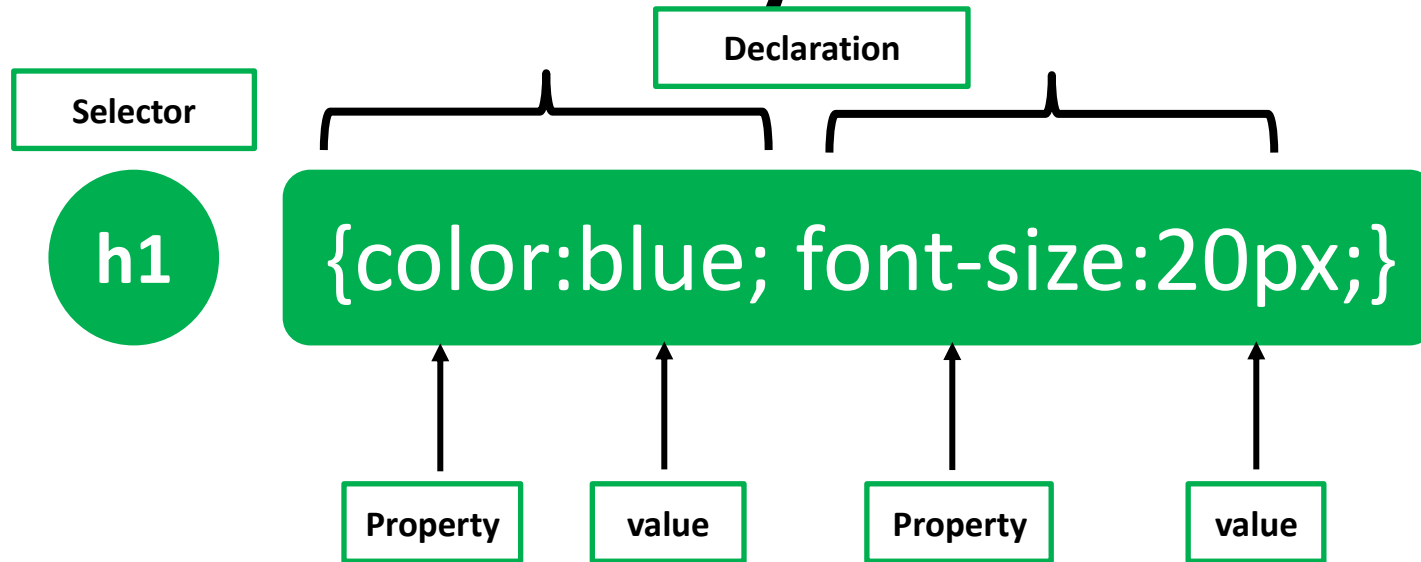 Declaration
Selector
h1
{color:blue; font-size:20px;}
Property
value
Property
value